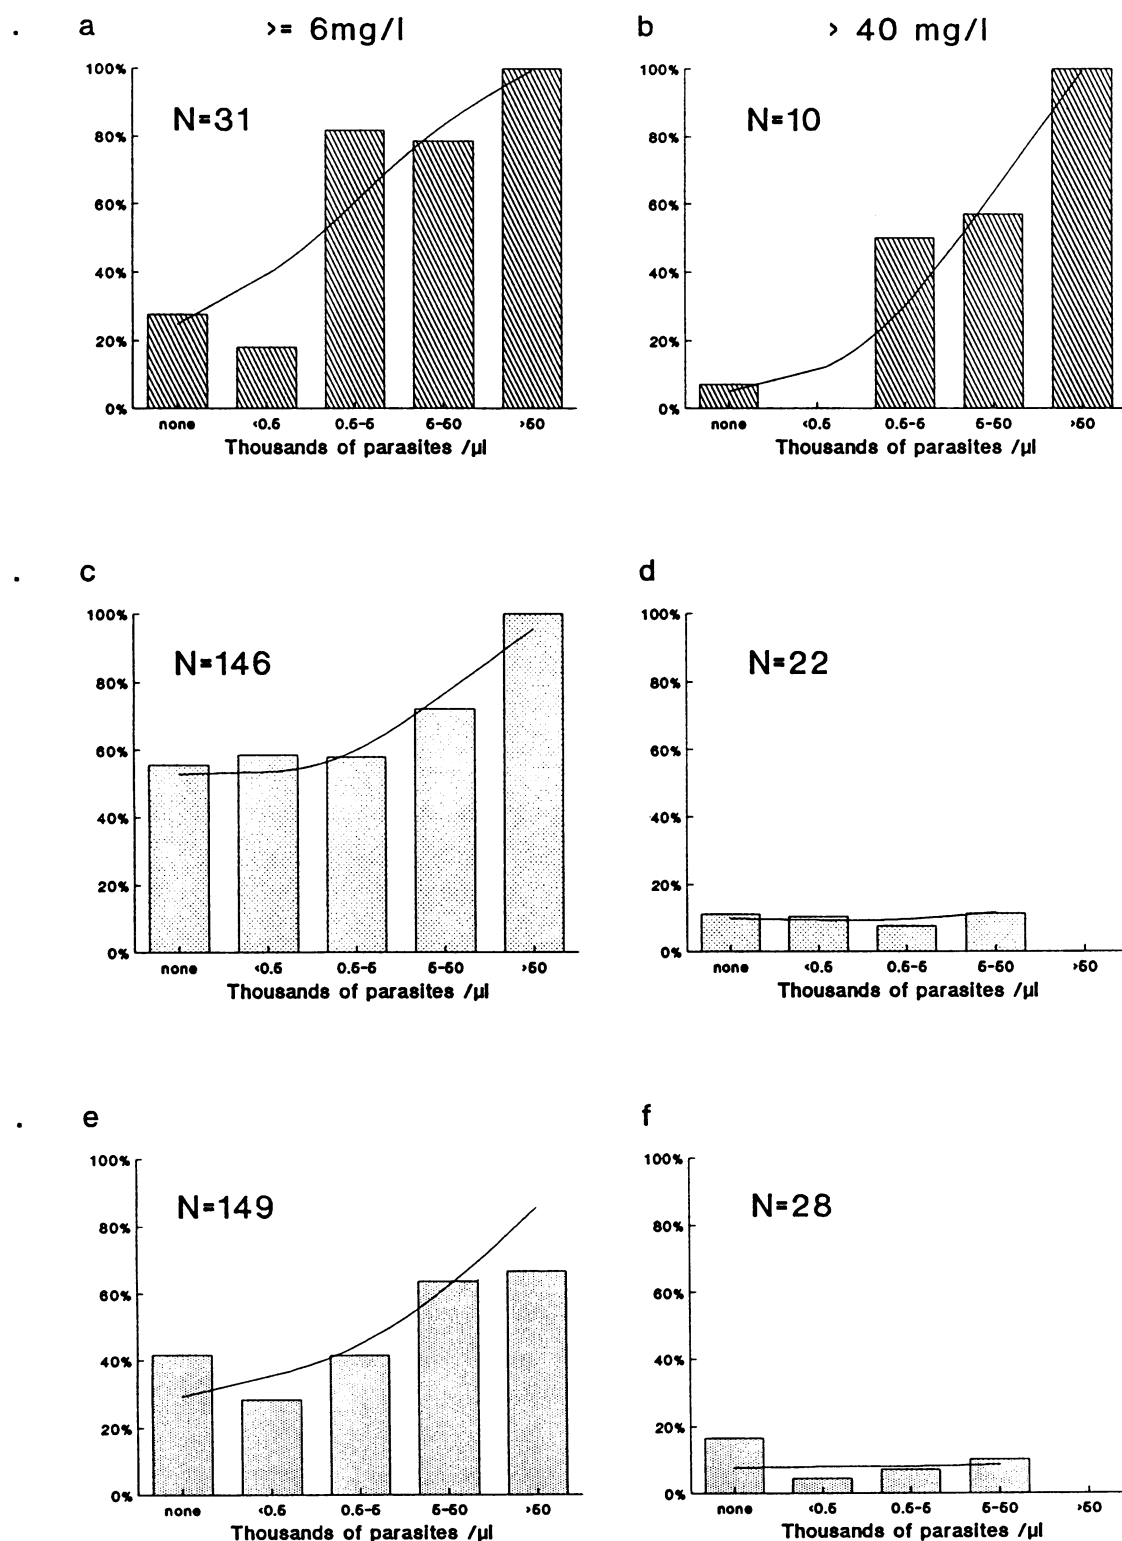 a >= 6mg/l b > 40 mg/l
100% 100%
N=31 N=10
80% 80%
60% 60%
40% 40%
20% 20%
0% 0%
none <0.5 0.5-5 5-50 >50 none <0.5 0.5-5 5-50 >50
Thousands of parasites /µl Thousands of parasites /µl
c d
100% 100%
N=146 N=22
80% 80%
60% 60%
40% 40%
20% 20%
0% 0%
none <0.5 0.5-5 5-50 >50 none <0.5 0.5-5 5-50 >50
Thousands of parasites /µl Thousands of parasites /µl
e f
100% 100%
N=149 N=28
80% 80%
60% 60%
40% 40%
20% 20%
0% 0%
none <0.5 0.5-5 5-50 >50 none <0.5 0.5-5 5-50 >50
Thousands of parasites /µl Thousands of parasites /µl